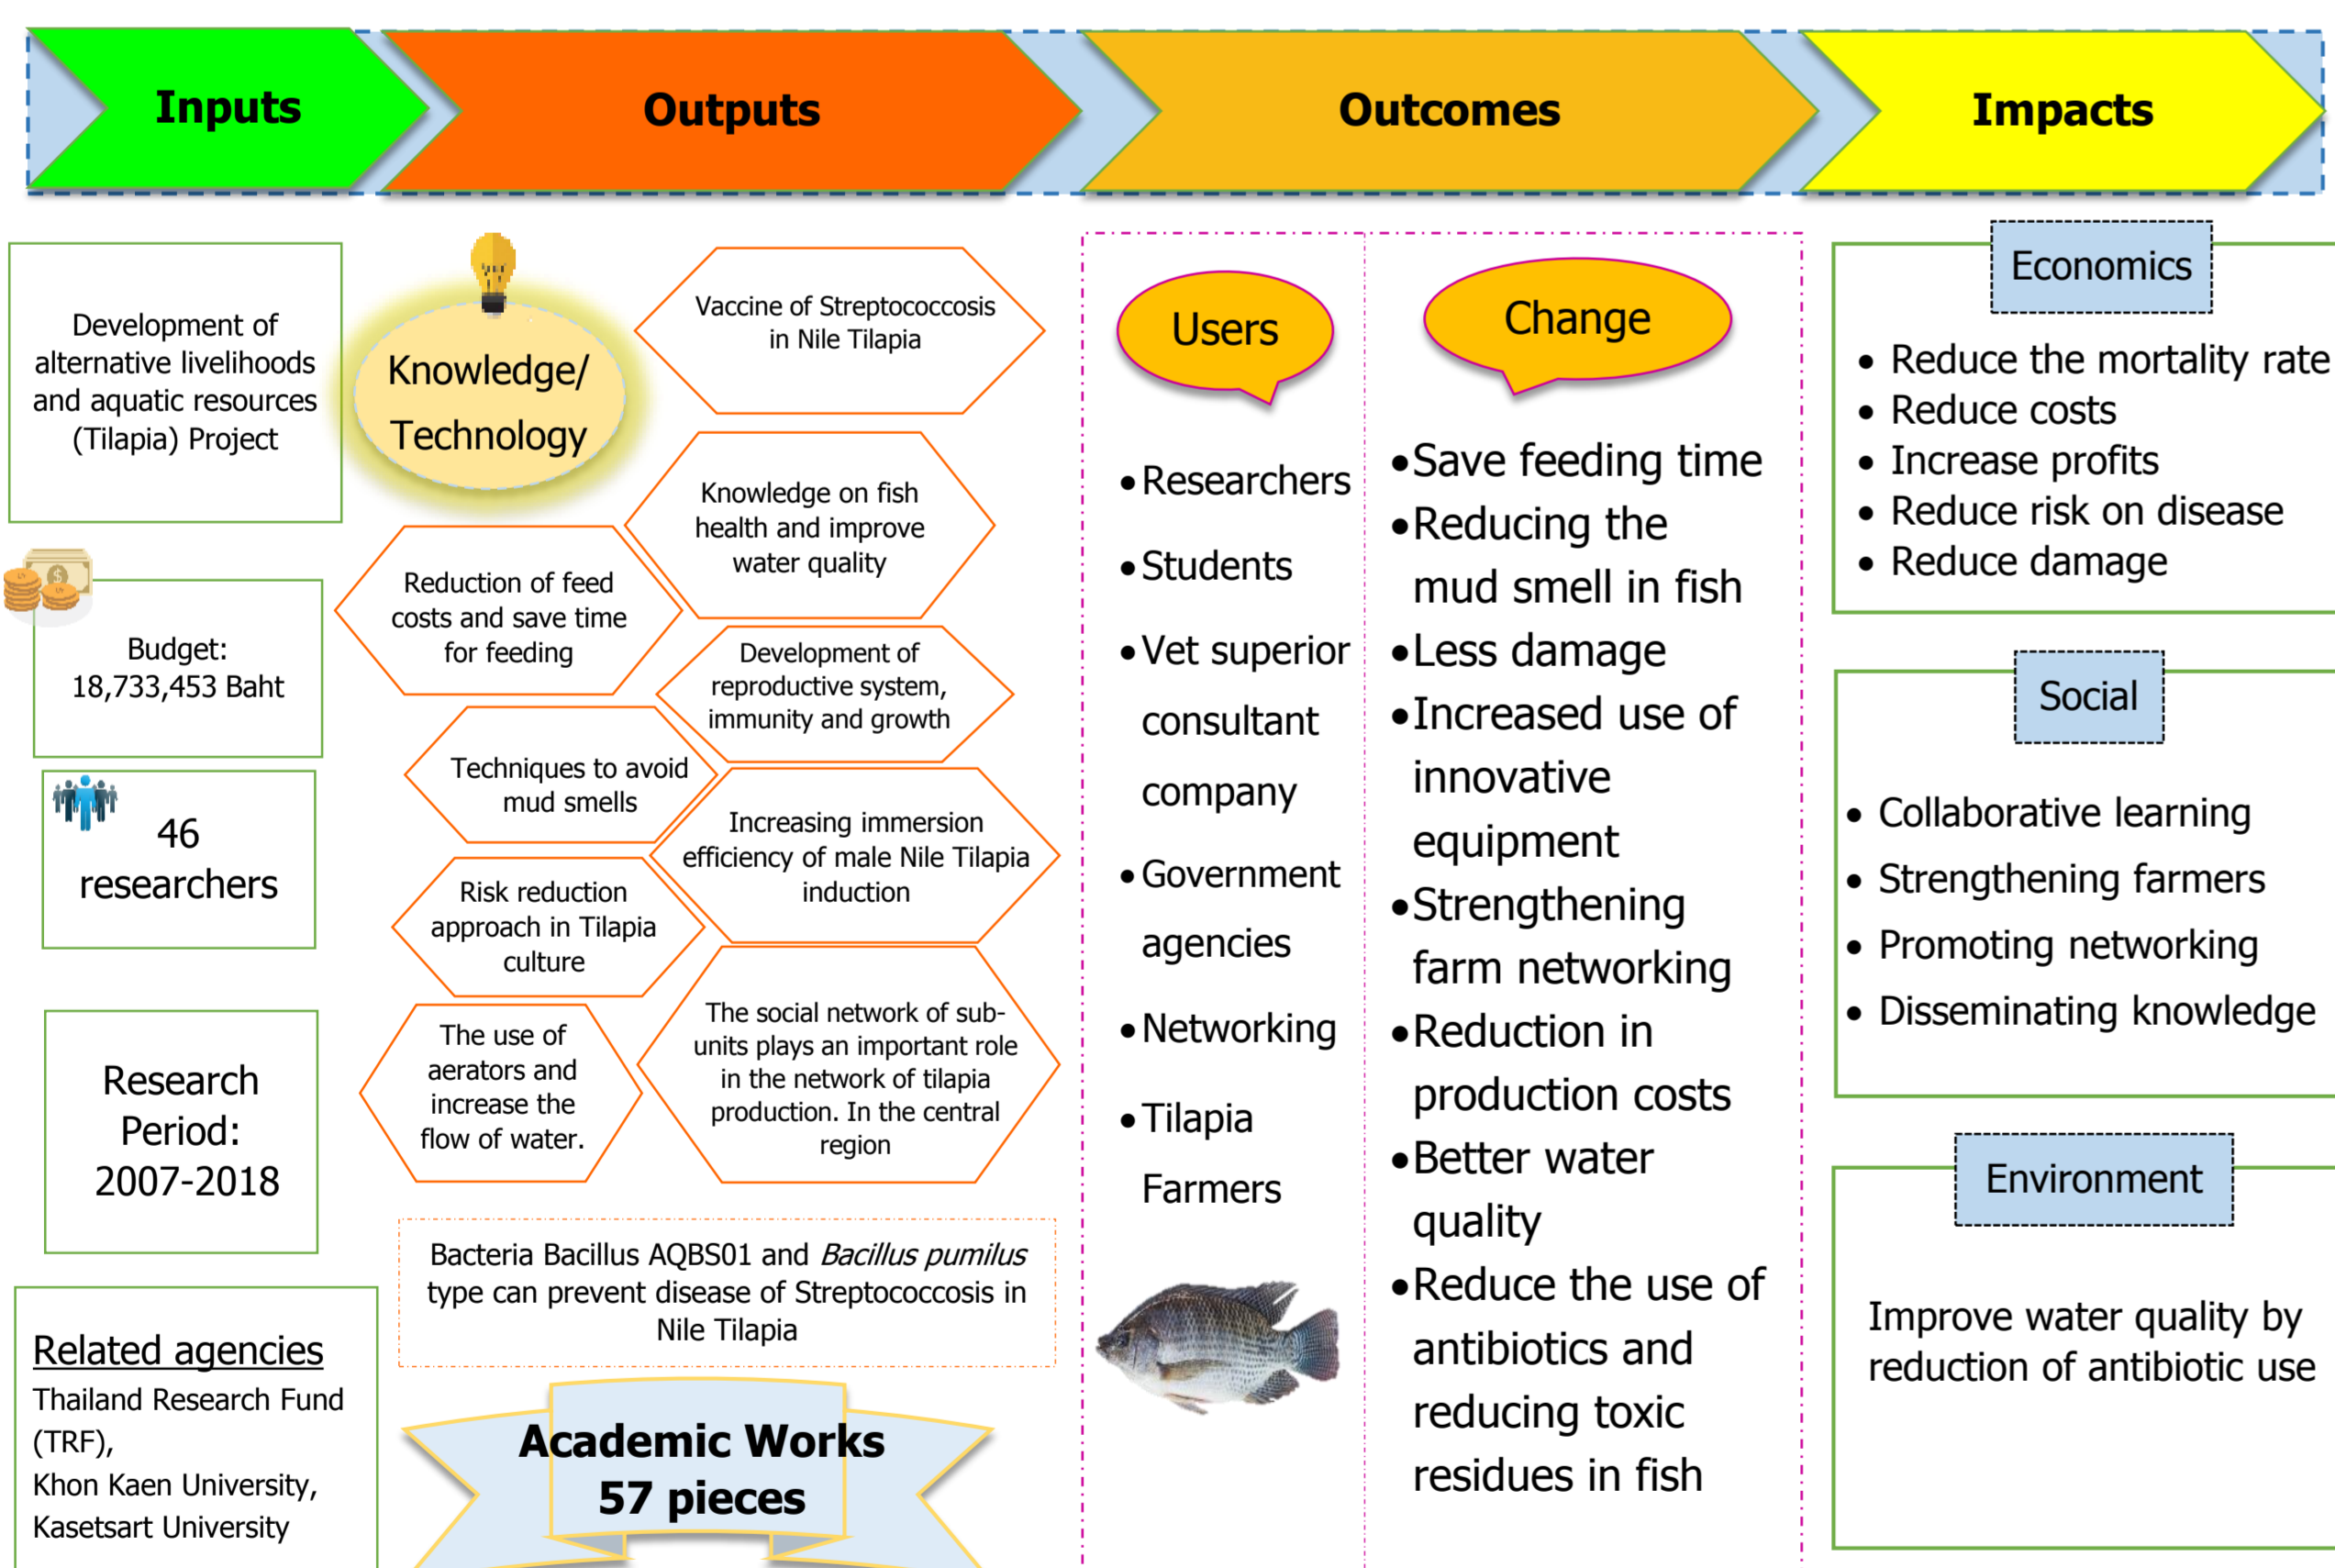 Inputs
Outputs
Outcomes
Impacts
Development of
alternative livelihoods
and aquatic resources
(Tilapia) Project
Budget:
18,733,453 Baht
46
researchers
Research
Period:
2007-2018
Related agencies
Thailand Research Fund
(TRF),
Khon Kaen University,
Kasetsart University
Knowledge/
Technology
Vaccine of Streptococcosis
in Nile Tilapia
Knowledge on fish
health and improve
water quality
Reduction of feed
costs and save time
for feeding
Development of
reproductive system,
immunity and growth
Techniques to avoid
mud smells
Increasing immersion
efficiency of male Nile Tilapia
induction
Risk reduction
approach in Tilapia
culture
The social network of sub-
units plays an important role
in the network of tilapia
production. In the central
region
The use of
aerators and
increase the
flow of water.
Bacteria Bacillus AQBS01 and Bacillus pumilus
type can prevent disease of Streptococcosis in
Nile Tilapia
Academic Works
57 pieces
Users
•Researchers
•Students
•Vet superior
consultant
company
•Government
agencies
•Networking
•Tilapia
Farmers
Change
•Save feeding time
•Reducing the
mud smell in fish
•Less damage
•Increased use of
innovative
equipment
•Strengthening
farm networking
•Reduction in
production costs
•Better water
quality
•Reduce the use of
antibiotics and
reducing toxic
residues in fish
Economics
• Reduce the mortality rate
• Reduce costs
• Increase profits
• Reduce risk on disease
• Reduce damage
Social
• Collaborative learning
• Strengthening farmers
• Promoting networking
• Disseminating knowledge
Environment
Improve water quality by
reduction of antibiotic use